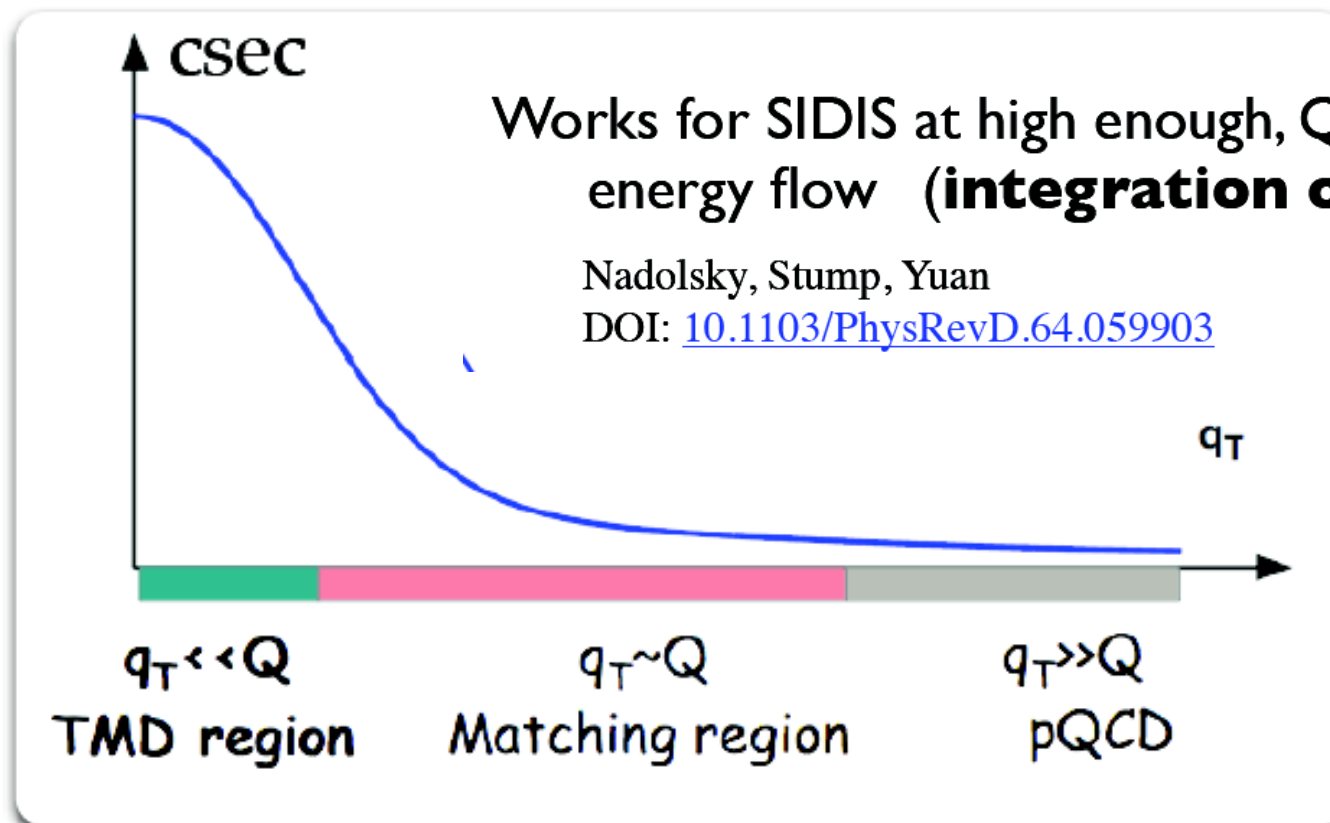 csec
Works for SIDIS at high enough, Q
energy flow (integration o
Nadolsky, Stump, Yuan
DOI: 10.1103/PhysRevD.64.059903
qT
qT<<Q qT~Q qT>>Q
TMD region Matching region pQCD